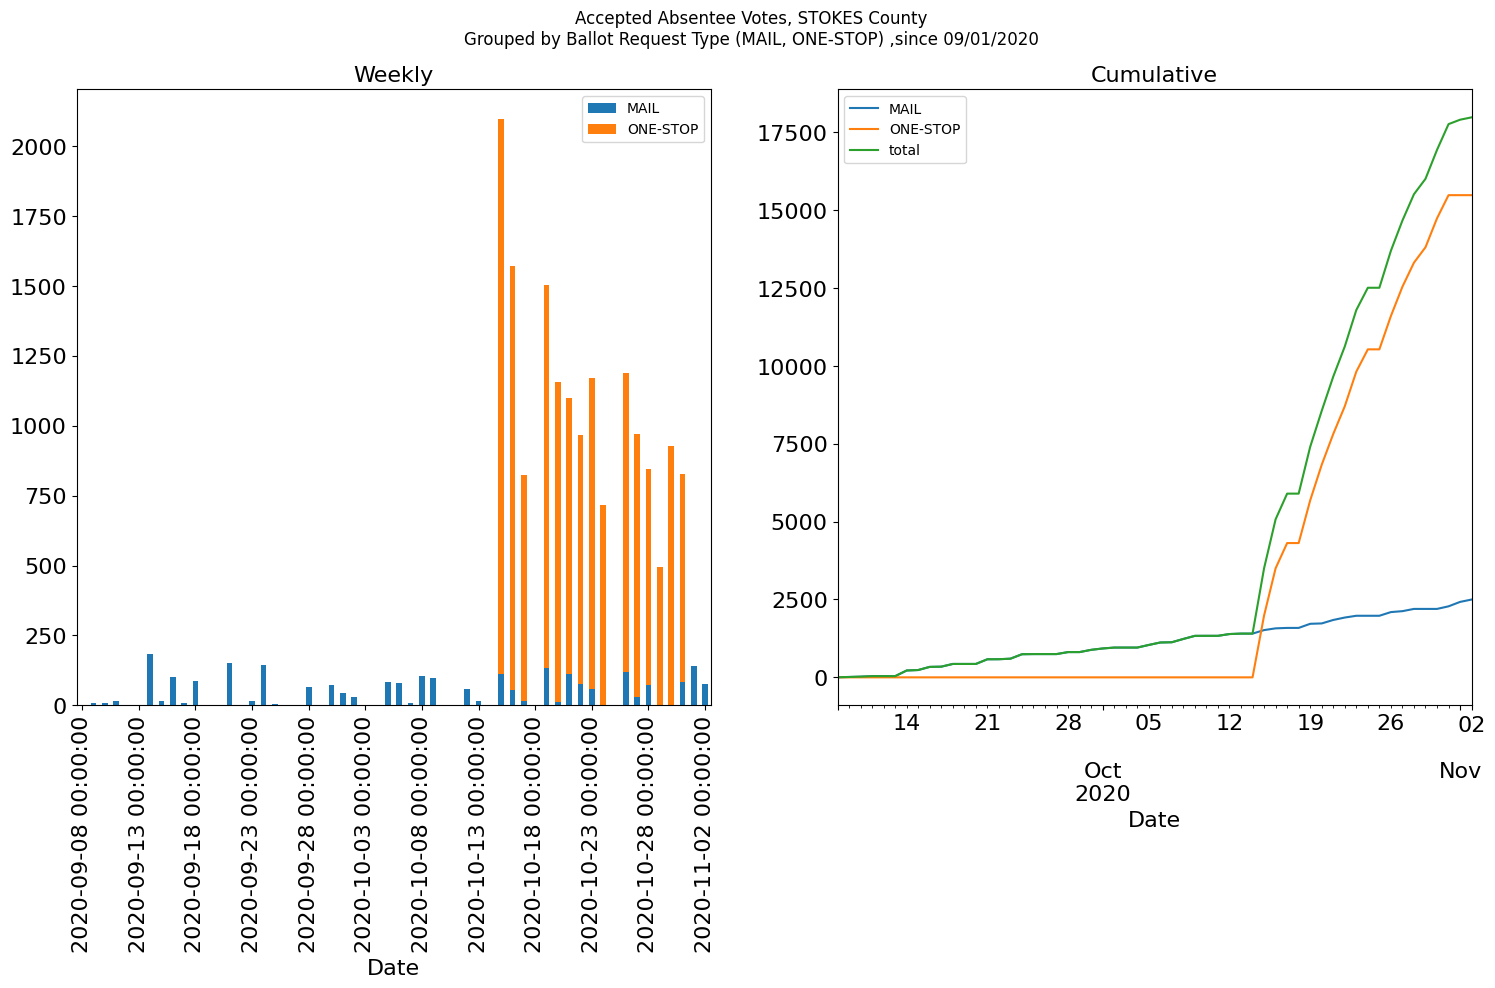 Accepted Absentee Votes, STOKES County
Grouped by Ballot Request Type (MAIL, ONE-STOP) ,since 09/01/2020
Weekly
MAIL
ONE-STOP
2000
1750
1500
1250
1000
750
500
250
0
2020-09-08 00:00:00
2020-09-13 00:00:00
2020-09-18 00:00:00
2020-09-23 00:00:00
2020-09-28 00:00:00
2020-10-03 00:00:00
2020-10-08 00:00:00
2020-10-13 00:00:00
2020-10-18 00:00:00
2020-10-23 00:00:00
2020-10-28 00:00:00
2020-11-02 00:00:00
Date
Cumulative
MAIL
ONE-STOP
total
17500
15000
12500
10000
7500
5000
2500
0
14 21 28 05 12 19 26 02
Oct Nov
2020
Date